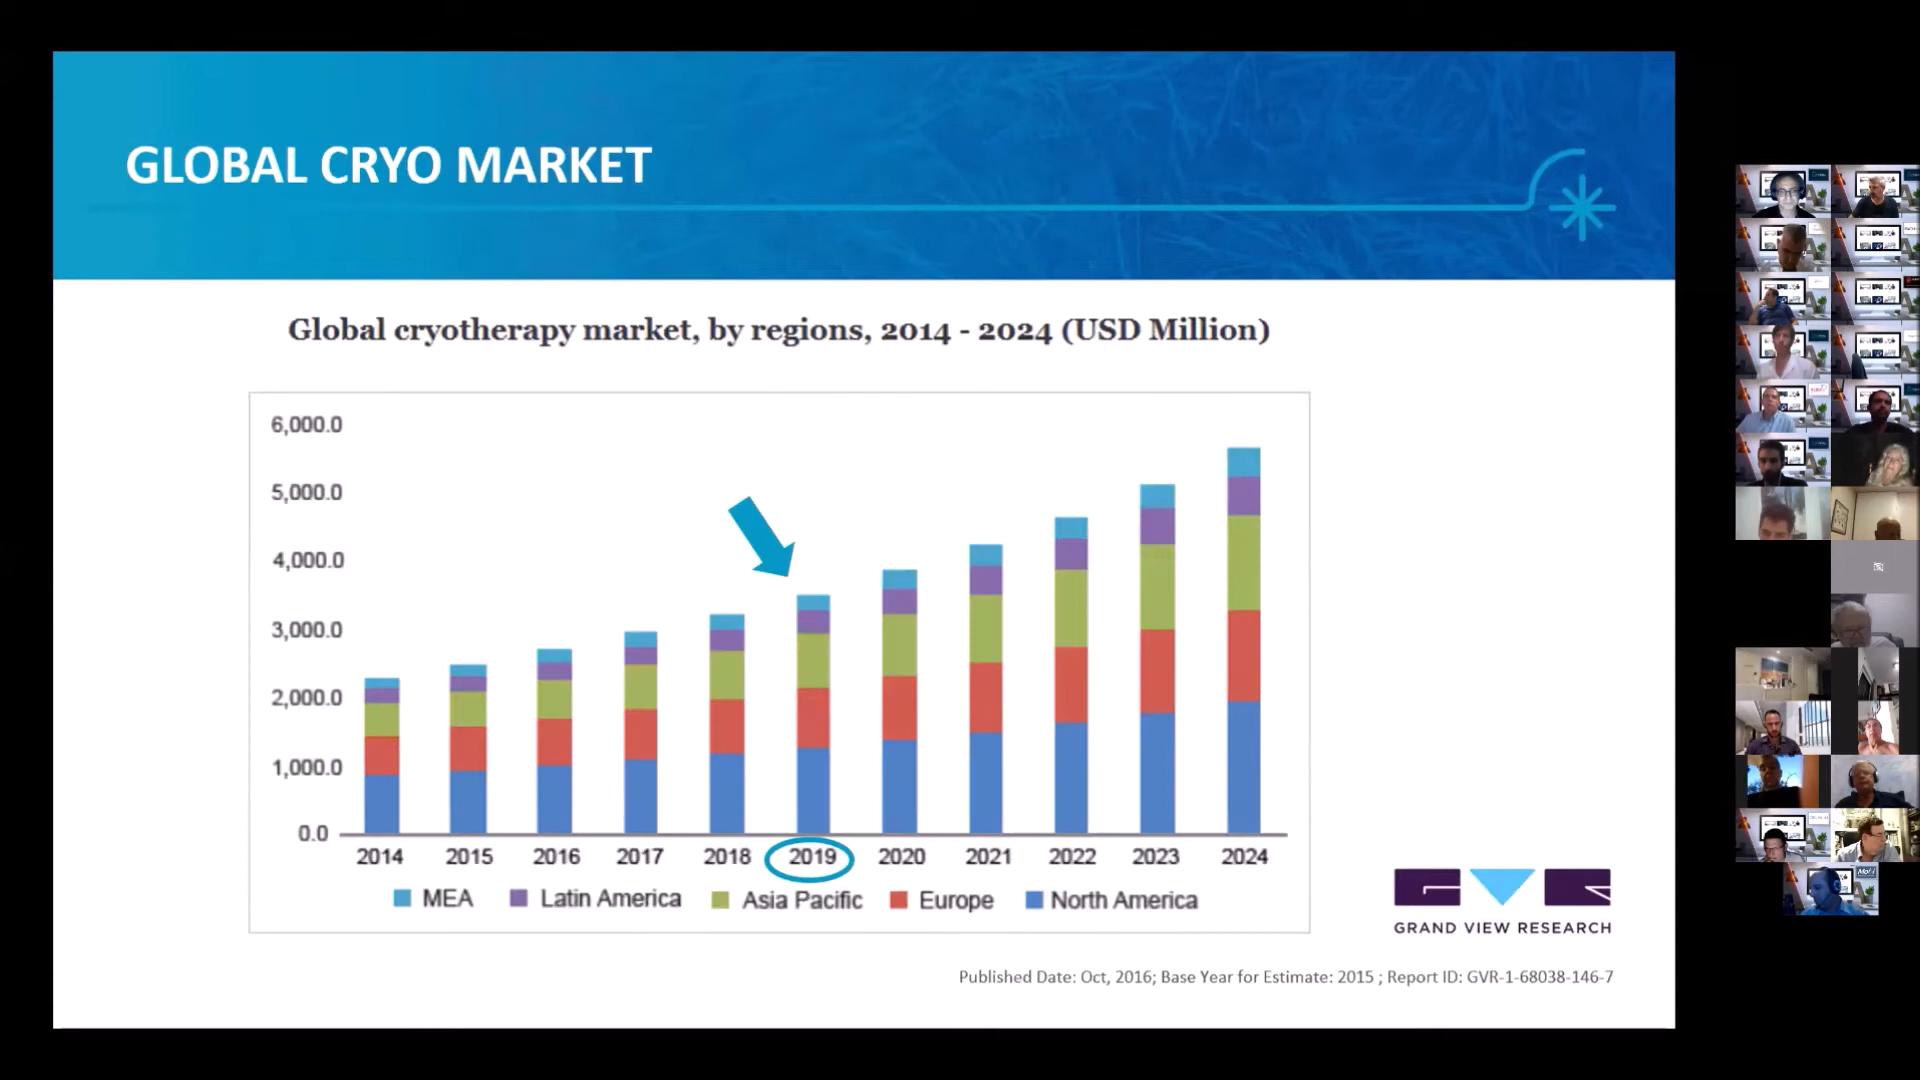 GLOBAL CRYO MARKET
Global cryotherapy market, by regions, 2014 - 2024 (USD Million)
6,000.0
5,000.0
4,000.0
3,000.0
2,000.0
1,000.0
0.0
2014 2015 2016 2017 2018 2019 2020 2021 2022 2023 2024
MEA Latin America Asia Pacific Europe North America
GRAND VIEW RESEARCH
Published Date: Oct, 2016; Base Year for Estimate: 2015 ; Report ID: GVR-1-68038-146-7